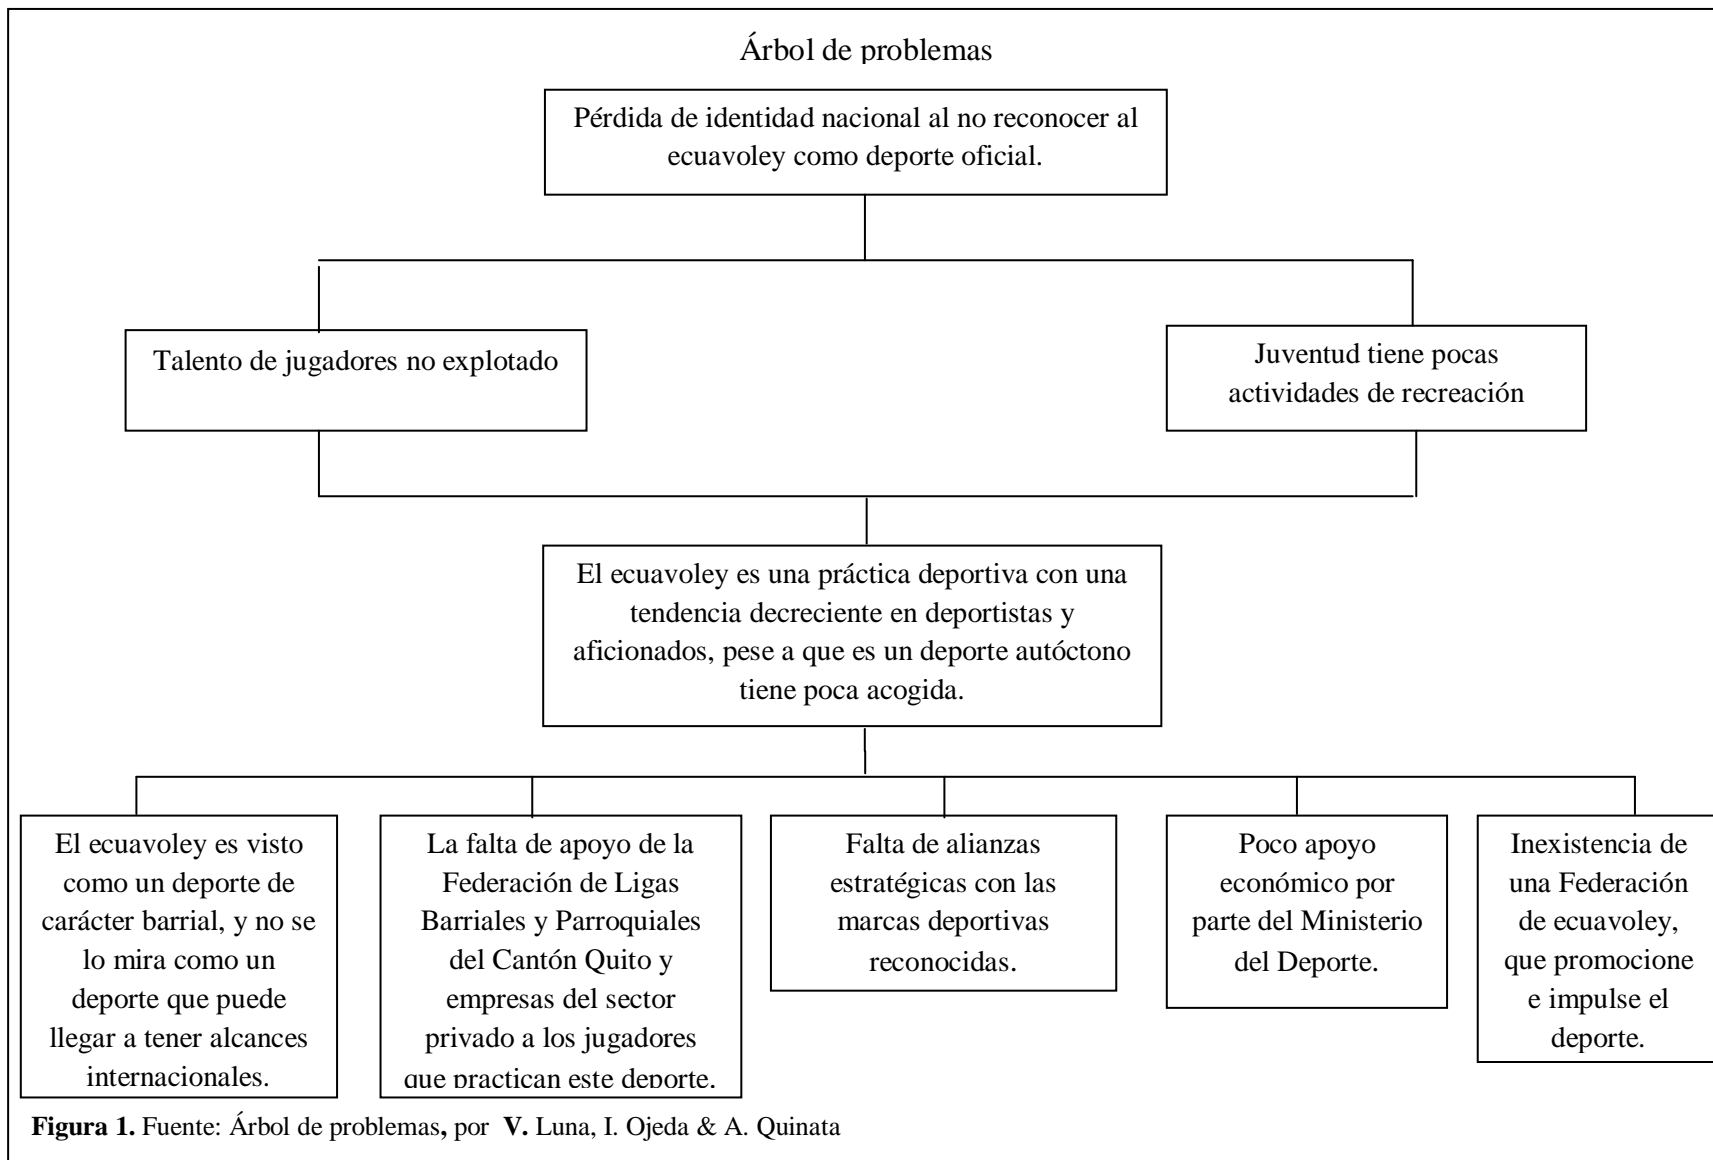 Árbol de problemas
Pérdida de identidad nacional al no reconocer al
ecuavoley como deporte oficial.
Talento de jugadores no explotado
Juventud tiene pocas
actividades de recreación
El ecuavoley es una práctica deportiva con una
tendencia decreciente en deportistas y
aficionados, pese a que es un deporte autóctono
tiene poca acogida.
El ecuavoley es visto
como un deporte de
carácter barrial, y no se
lo mira como un
deporte que puede
llegar a tener alcances
internacionales.
La falta de apoyo de la
Federación de Ligas
Barriales y Parroquiales
del Cantón Quito y
empresas del sector
privado a los jugadores
que practican este deporte.
Falta de alianzas
estratégicas con las
marcas deportivas
reconocidas.
Poco apoyo
económico por
parte del Ministerio
del Deporte.
Inexistencia de
una Federación
de ecuavoley,
que promocione
e impulse el
deporte.
Figura 1. Fuente: Árbol de problemas, por V. Luna, I. Ojeda & A. Quinata